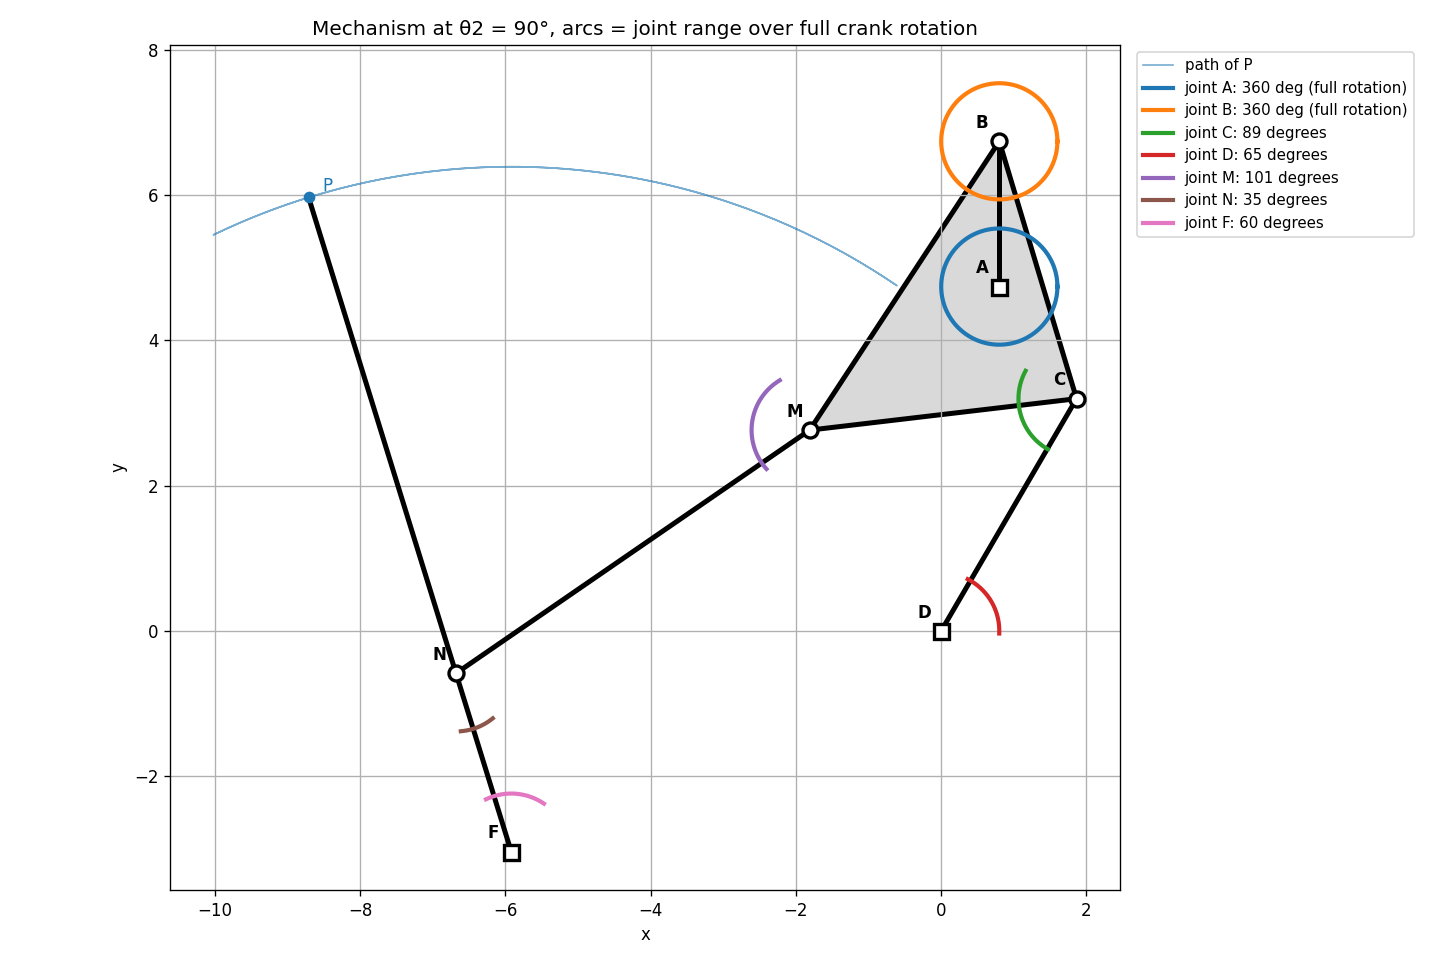 Mechanism at θ2 = 90°, arcs = joint range over full crank rotation
path of P
joint A: 360 deg (full rotation)
joint B: 360 deg (full rotation)
joint C: 89 degrees
joint D: 65 degrees
joint M: 101 degrees
joint N: 35 degrees
joint F: 60 degrees
8
6
4
2
0
−2
y
B
P
A
C
M
D
N
F
−10
−8
−6
−4
−2
0
2
x